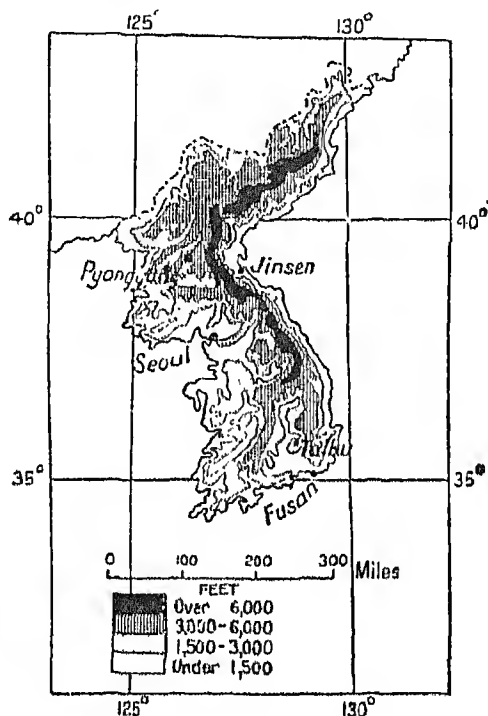 125° 130°
40° 40°
Jinsen
Seoul
35° 35°
Fusan
0 100 200 300 Miles
FEET
Over 6,000
3,000-6,000
1,500-3,000
Under 1,500
125° 130°